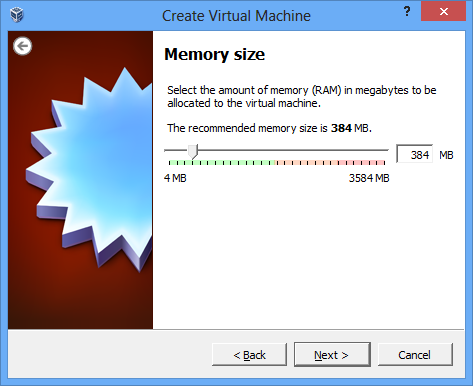 Create Virtual Machine
?
Memory size
Select the amount of memory (RAM) in megabytes to be
allocated to the virtual machine.
The recommended memory size is 384 MB.
384 MB
4 MB 3584 MB
< Back Next > Cancel